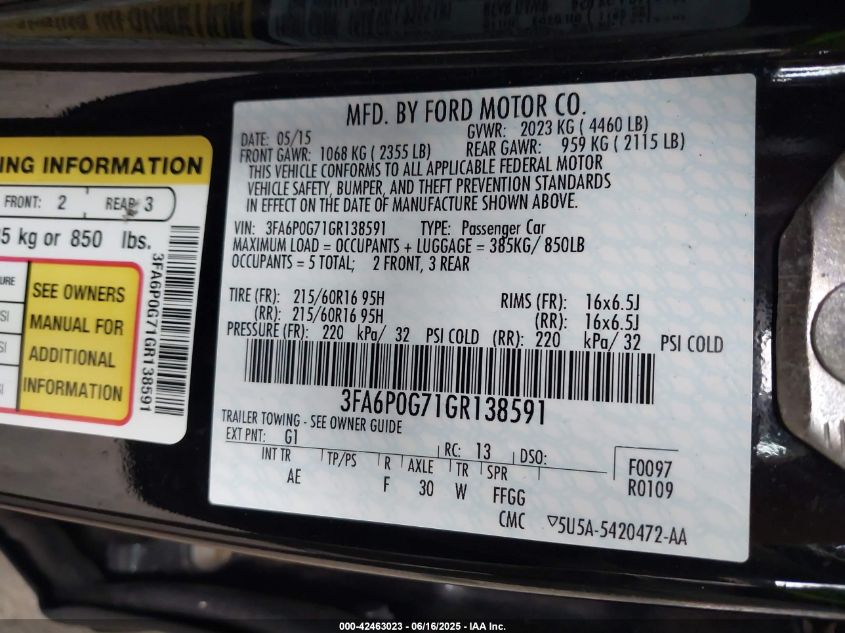 MFD. BY FORD MOTOR CO.
DATE: 05/15 GVWR: 2023 KG ( 4460 LB)
FRONT GAWR: 1068 KG ( 2355 LB) REAR GAWR: 959 KG ( 2115 LB)
THIS VEHICLE CONFORMS TO ALL APPLICABLE FEDERAL MOTOR
VEHICLE SAFETY, BUMPER, AND THEFT PREVENTION STANDARDS
IN EFFECT ON THE DATE OF MANUFACTURE SHOWN ABOVE.
VIN: 3FA6P0G71GR138591 TYPE: Passenger Car
MAXIMUM LOAD = OCCUPANTS + LUGGAGE = 385KG/ 850LB
OCCUPANTS = 5 TOTAL; 2 FRONT, 3 REAR
TIRE (FR): 215/60R16 95H RIMS (FR): 16x6.5J
(RR): 215/60R16 95H (RR): 16x6.5J
PRESSURE (FR): 220 kPa/ 32 PSI COLD (RR): 220 kPa/ 32 PSI COLD
3FA6P0G71GR138591
TRAILER TOWING - SEE OWNER GUIDE
EXT PNT: G1 RC: 13 DSO:
INT TR TP/PS R AXLE TR SPR F0097
AE F 30 W FFGG R0109
CMC ▽5U5A-5420472-AA
ING INFORMATION
FRONT: 2 REAR 3
5 kg or 850 lbs.
URE
SI
SI
SI
SEE OWNERS
MANUAL FOR
ADDITIONAL
INFORMATION
3FA6P0G71GR138591
000-42463023 - 06/16/2025 - IAA Inc.